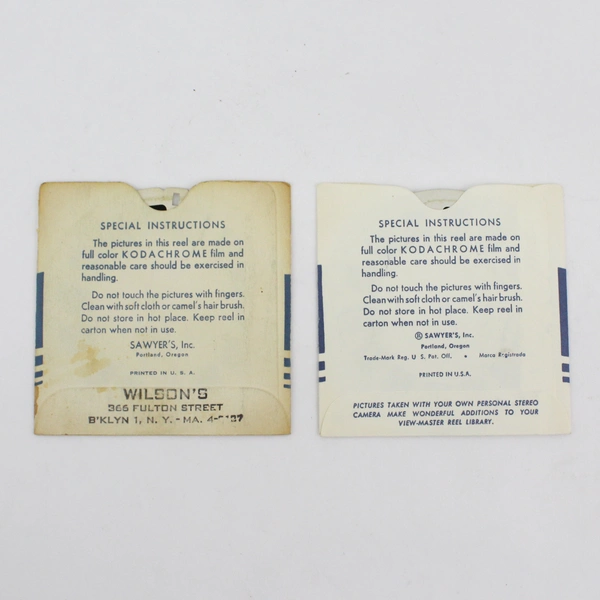 SPECIAL INSTRUCTIONS
The pictures in this reel are made on
full color KODACHROME film and
reasonable care should be exercised in
handling.
Do not touch the pictures with fingers.
Clean with soft cloth or camel's hair brush.
Do not store in hot place. Keep reel in
carton when not in use.
SAWYER'S, Inc.
Portland, Oregon
PRINTED IN U. S. A.
WILSON'S
366 FULTON STREET
B'KLYN 1, N. Y. - MA.
SPECIAL INSTRUCTIONS
The pictures in this reel are made on
full color KODACHROME film and
reasonable care should be exercised in
handling.
Do not touch the pictures with fingers.
Clean with soft cloth or camel's hair brush.
Do not store in hot place. Keep reel in
carton when not in use.
® SAWYER'S, Inc.
Portland, Oregon
Trade-Mark Reg. U. S. Pat. Off. • Marca Registrada
PRINTED IN U.S.A.
PICTURES TAKEN WITH YOUR OWN PERSONAL STEREO
CAMERA MAKE WONDERFUL ADDITIONS TO YOUR
VIEW-MASTER REEL LIBRARY.